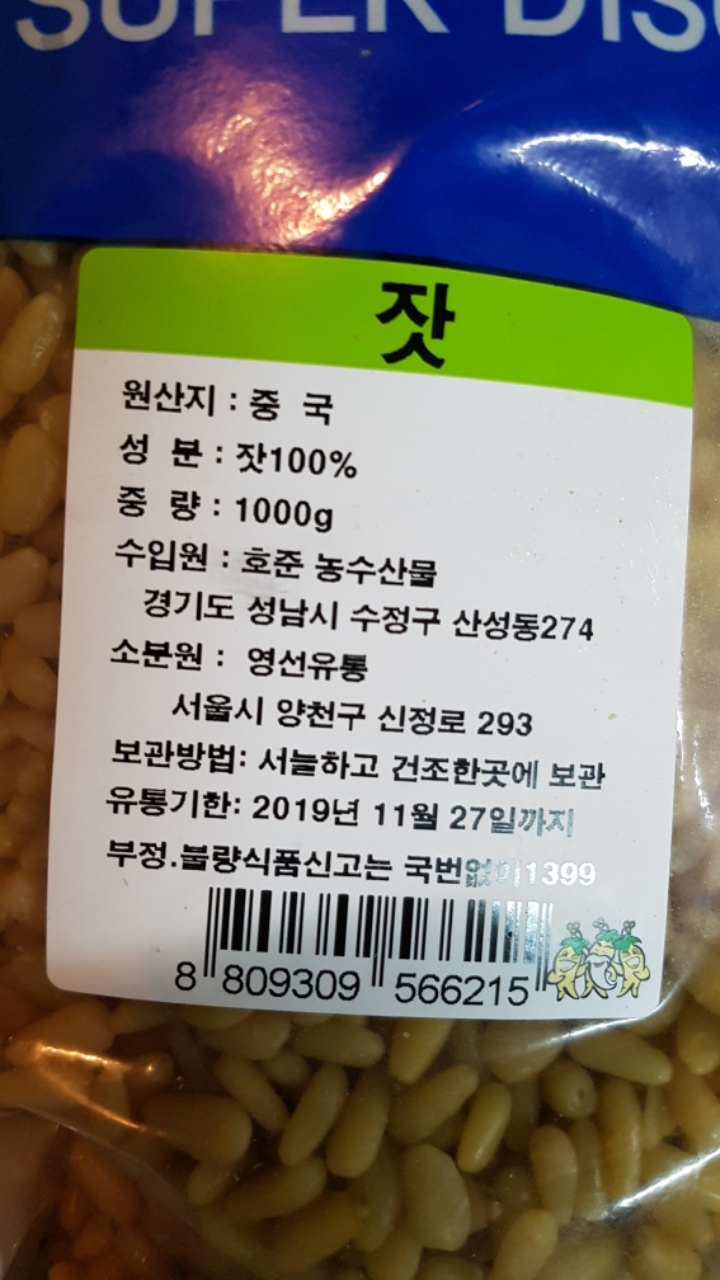 SUPER DISC
잣
원산지 : 중 국
성 분 : 잣100%
중 량 : 1000g
수입원 : 호준 농수산물
경기도 성남시 수정구 산성동274
소분원 : 영선유통
서울시 양천구 신정로 293
보관방법: 서늘하고 건조한곳에 보관
유통기한: 2019년 11월 27일까지
부정.불량식품신고는 국번없이1399
8 809309 566215